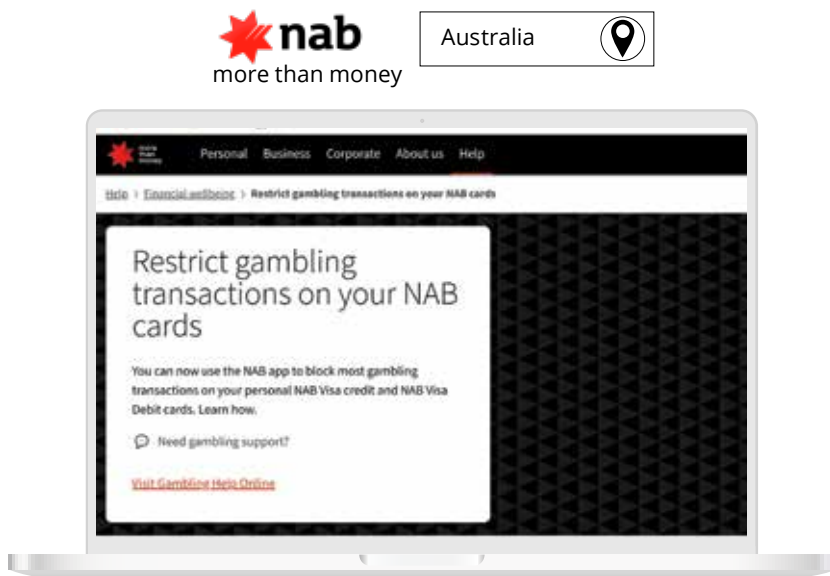 nab
Australia
more than money
more
than
money
Personal Business Corporate About us Help
Help > Financial wellbeing > Restrict gambling transactions on your NAB cards
Restrict gambling
transactions on your NAB
cards
You can now use the NAB app to block most gambling
transactions on your personal NAB Visa credit and NAB Visa
Debit cards. Learn how.
Need gambling support?
Visit Gambling Help Online